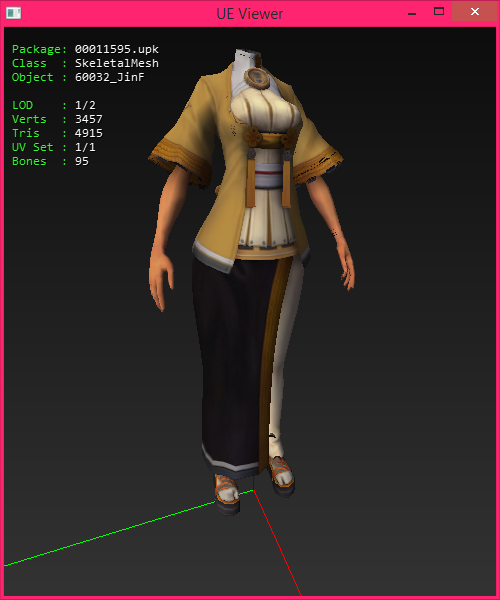 UE Viewer
Package: 00011595.upk
Class  : SkeletalMesh
Object : 60032_JinF
LOD    : 1/2
Verts  : 3457
Tris   : 4915
UV Set : 1/1
Bones  : 95